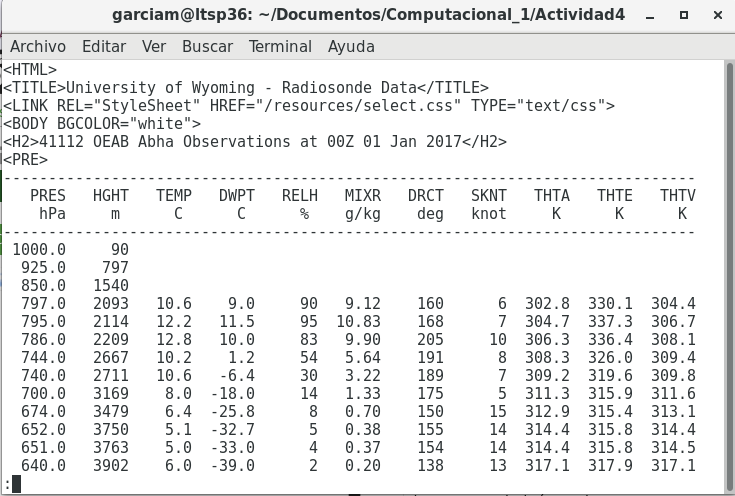 garciam@ltsp36: ~/Documentos/Computacional_1/Actividad4
Archivo Editar Ver Buscar Terminal Ayuda
<HTML>
<TITLE>University of Wyoming - Radiosonde Data</TITLE>
<LINK REL="StyleSheet" HREF="/resources/select.css" TYPE="text/css">
<BODY BGCOLOR="white">
<H2>41112 OEAB Abha Observations at 00Z 01 Jan 2017</H2>
<PRE>
-----------------------------------------------------------------------------
   PRES   HGHT   TEMP   DWPT   RELH   MIXR   DRCT   SKNT   THTA   THTE   THTV
    hPa     m      C      C      %    g/kg    deg   knot     K      K      K
-----------------------------------------------------------------------------
 1000.0     90
  925.0    797
  850.0   1540
  797.0   2093   10.6    9.0     90   9.12    160      6  302.8  330.1  304.4
  795.0   2114   12.2   11.5     95  10.83    168      7  304.7  337.3  306.7
  786.0   2209   12.8   10.0     83   9.90    205     10  306.3  336.4  308.1
  744.0   2667   10.2    1.2     54   5.64    191      8  308.3  326.0  309.4
  740.0   2711   10.6   -6.4     30   3.22    189      7  309.2  319.6  309.8
  700.0   3169    8.0  -18.0     14   1.33    175      5  311.3  315.9  311.6
  674.0   3479    6.4  -25.8      8   0.70    150     15  312.9  315.4  313.1
  652.0   3750    5.1  -32.7      5   0.38    155     14  314.4  315.8  314.4
  651.0   3763    5.0  -33.0      4   0.37    154     14  314.4  315.8  314.5
  640.0   3902    6.0  -39.0      2   0.20    138     13  317.1  317.9  317.1
: